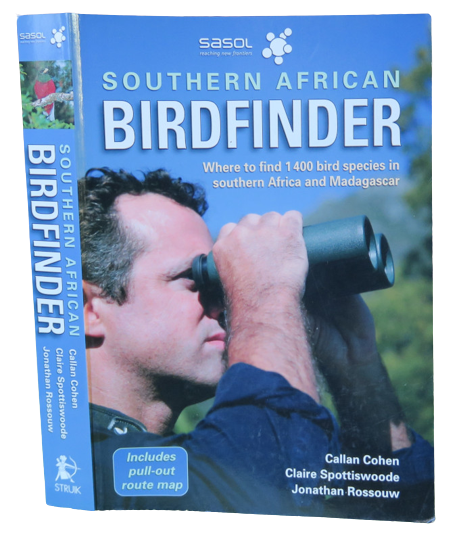 sasol
reaching new frontiers
SOUTHERN AFRICAN
BIRDFINDER
Where to find 1 400 bird species in
southern Africa and Madagascar
Includes
pull-out
route map
Callan Cohen
Claire Spottiswoode
Jonathan Rossouw
sasol
SOUTHERN AFRICAN
BIRDFINDER
Callan Cohen
Claire Spottiswoode
Jonathan Rossouw
STRUIK